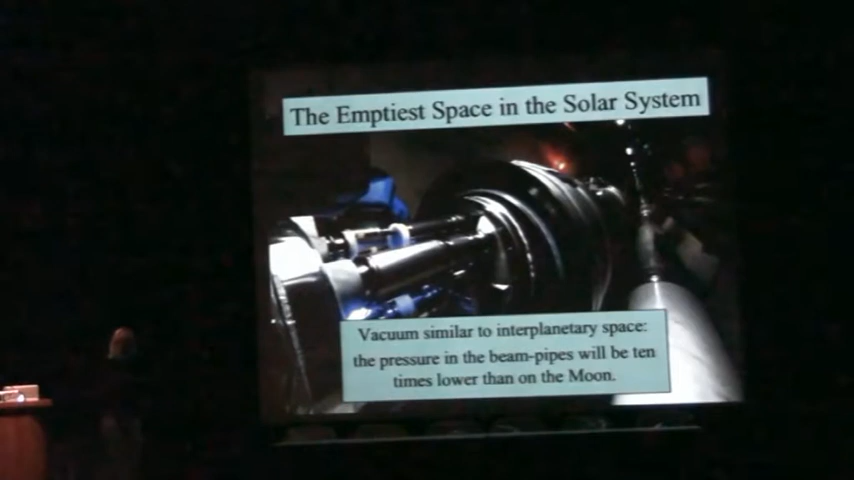 The Emptiest Space in the Solar System
Vacuum similar to interplanetary space:
the pressure in the beam-pipes will be ten
times lower than on the Moon.